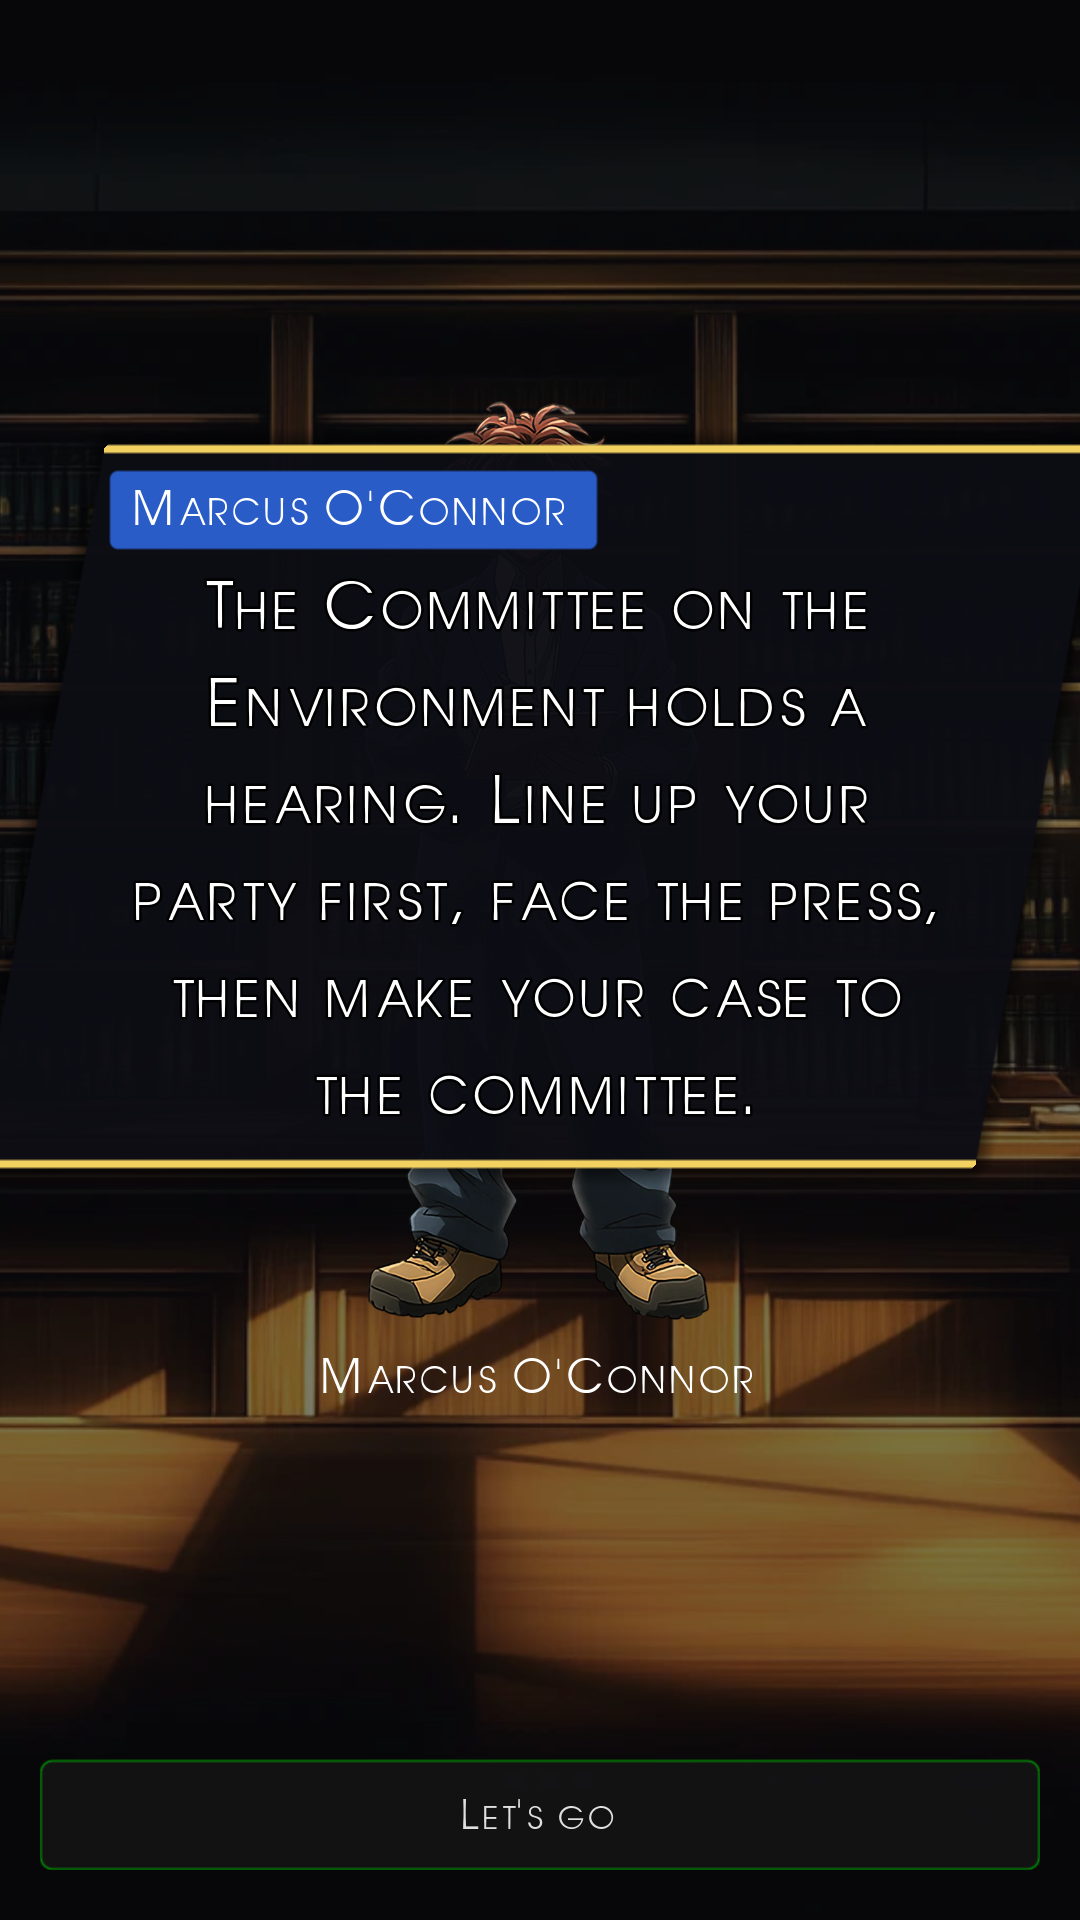 Marcus O'Connor
The Committee on the
Environment holds a
hearing. Line up your
party first, face the press,
then make your case to
the committee.
Marcus O'Connor
Let's go